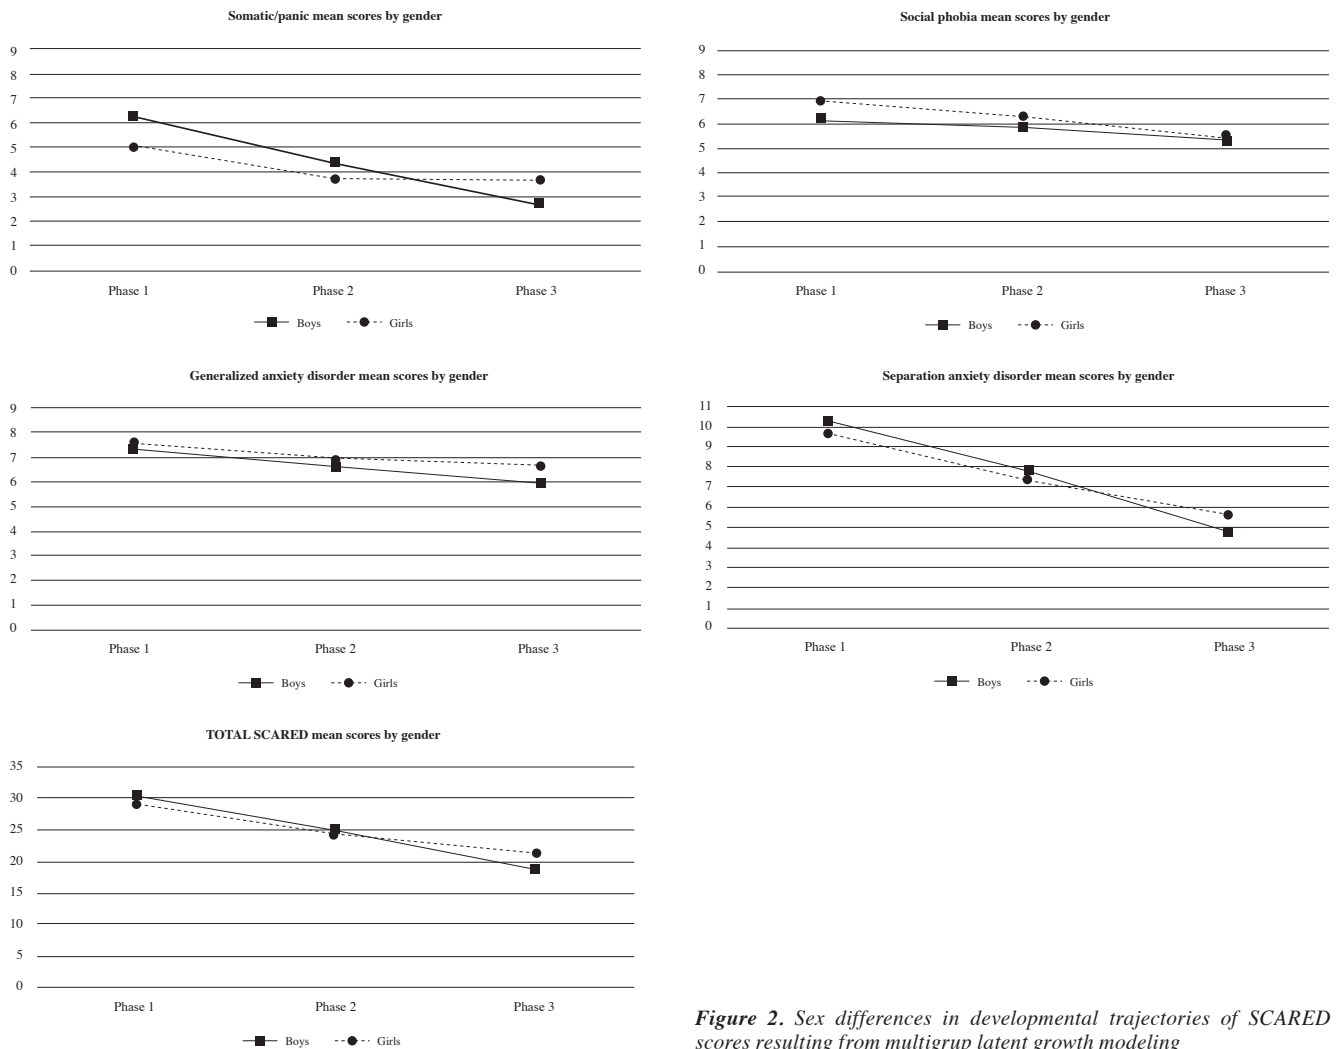 Somatic/panic mean scores by gender
9
8
7
6
5
4
3
2
1
0
Phase 1 Phase 2 Phase 3
Boys Girls
Social phobia mean scores by gender
9
8
7
6
5
4
3
2
1
0
Phase 1 Phase 2 Phase 3
Boys Girls
Generalized anxiety disorder mean scores by gender
9
8
7
6
5
4
3
2
1
0
Phase 1 Phase 2 Phase 3
Boys Girls
Separation anxiety disorder mean scores by gender
11
10
9
8
7
6
5
4
3
2
1
0
Phase 1 Phase 2 Phase 3
Boys Girls
TOTAL SCARED mean scores by gender
35
30
25
20
15
10
5
0
Phase 1 Phase 2 Phase 3
Boys Girls
Figure 2. Sex differences in developmental trajectories of SCARED
scores resulting from multigrup latent growth modeling